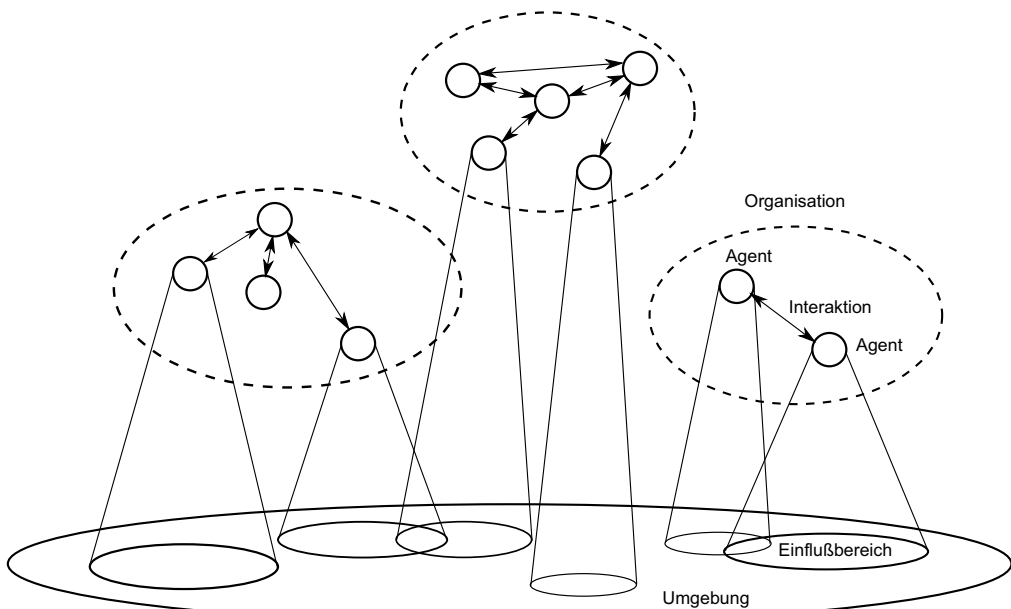 Organisation
Agent
Interaktion
Agent
Einflußbereich
Umgebung